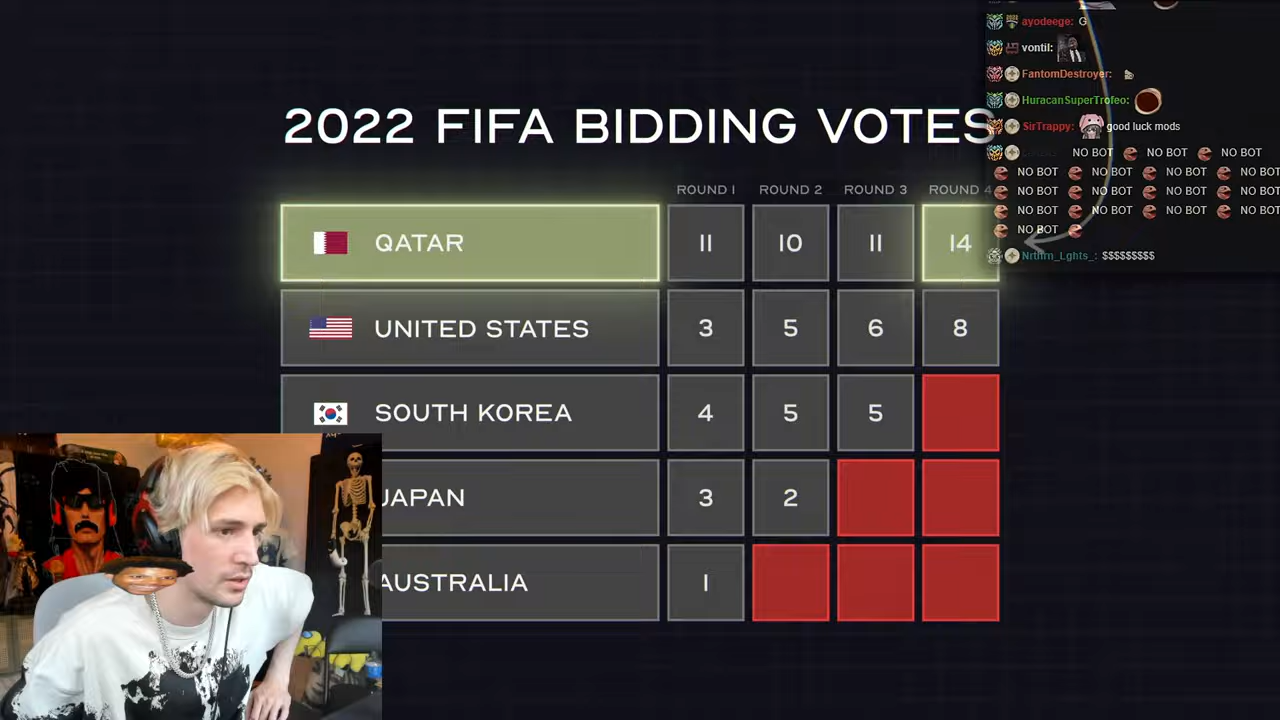 ayodeege: G
vontil:
FantomDestroyer:
HuracanSuperTrofeo:
SirTrappy: good luck mods
NO BOT NO BOT NO BOT
NO BOT NO BOT NO BOT NO BOT
NO BOT NO BOT NO BOT NO BOT
NO BOT NO BOT NO BOT NO BOT
NO BOT
Nrthrn_Lghts_: $$$$$$$$$
2022 FIFA BIDDING VOTES
ROUND 1 ROUND 2 ROUND 3 ROUND 4
QATAR 11 10 11 14
UNITED STATES 3 5 6 8
SOUTH KOREA 4 5 5
JAPAN 3 2
AUSTRALIA 1